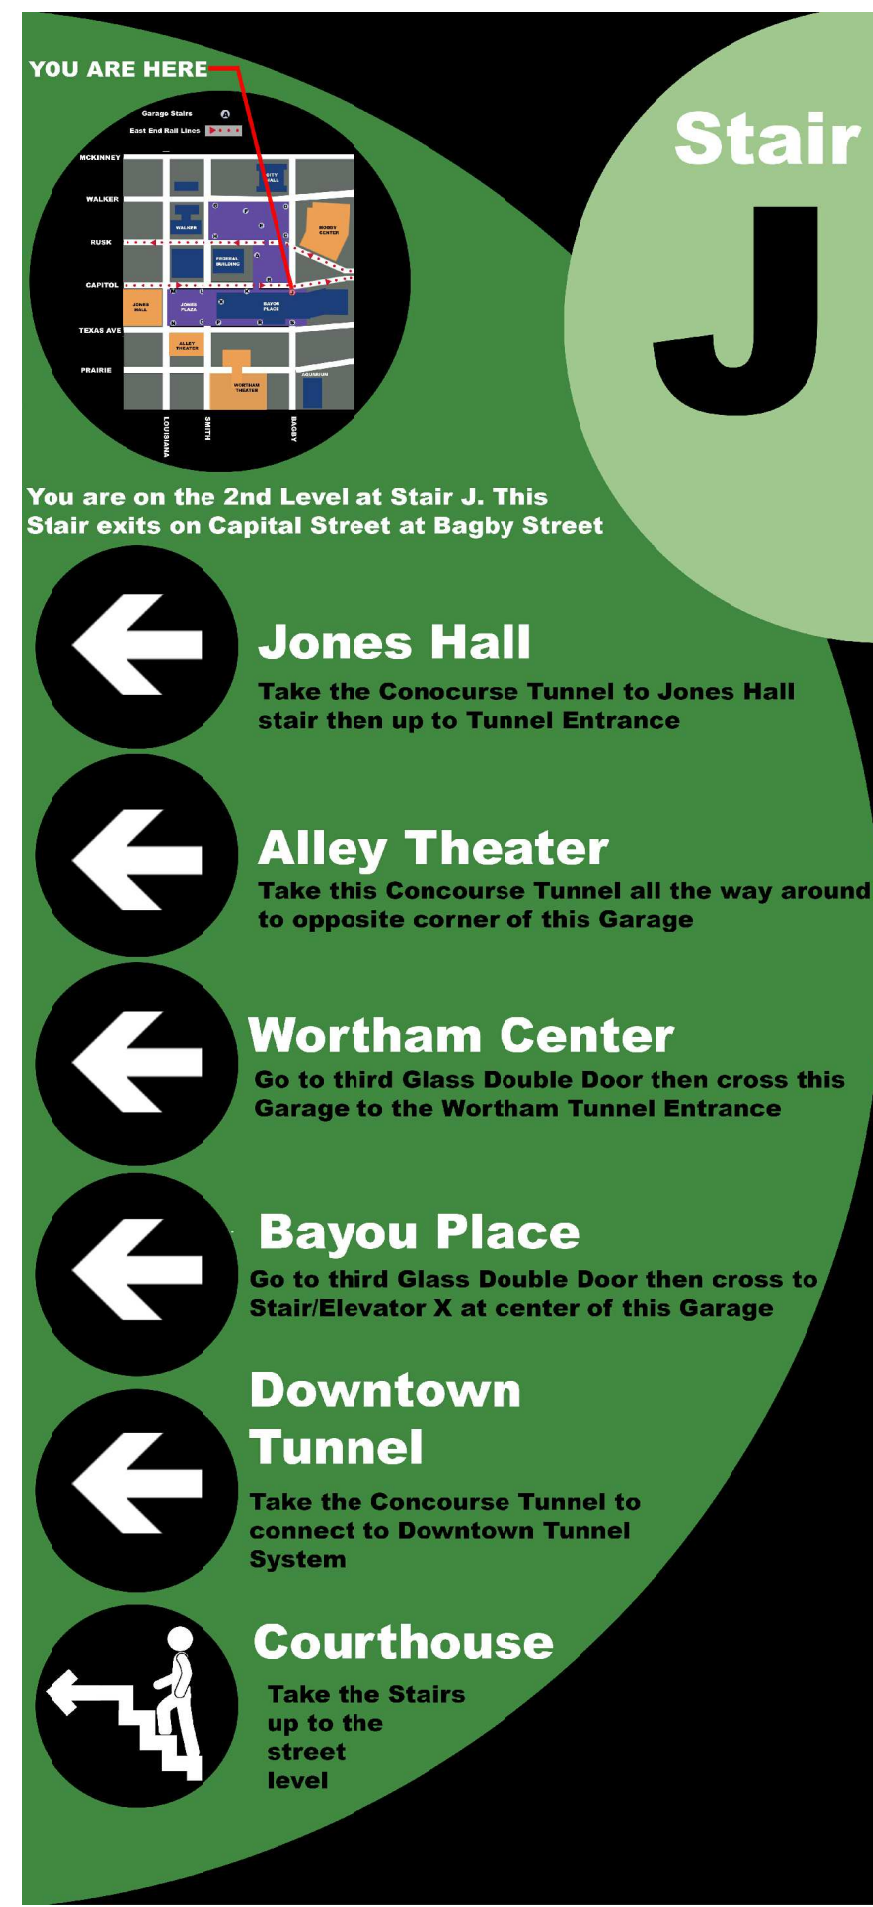 YOU ARE HERE
Stair
J
Garage Stairs A
East End Rail Lines
MCKINNEY
CITY
HALL
WALKER
WALKER
HOBBY
CENTER
RUSK
FEDERAL
BUILDING
CAPITOL
JONES
HALL
JONES
PLAZA
BAYOU
PLACE
TEXAS AVE
ALLEY
THEATER
PRAIRIE
AQUARIUM
WORTHAM
THEATER
LOUISIANA
SMITH
BAGBY
You are on the 2nd Level at Stair J. This
Stair exits on Capital Street at Bagby Street
Jones Hall
Take the Conocurse Tunnel to Jones Hall
stair then up to Tunnel Entrance
Alley Theater
Take this Concourse Tunnel all the way around
to opposite corner of this Garage
Wortham Center
Go to third Glass Double Door then cross this
Garage to the Wortham Tunnel Entrance
Bayou Place
Go to third Glass Double Door then cross to
Stair/Elevator X at center of this Garage
Downtown
Tunnel
Take the Concourse Tunnel to
connect to Downtown Tunnel
System
Courthouse
Take the Stairs
up to the
street
level